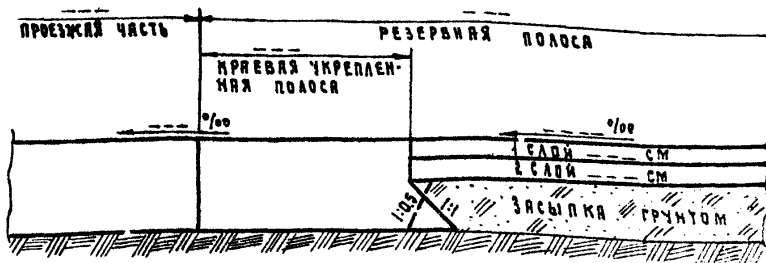 ПРОЕЗЖАЯ ЧАСТЬ
РЕЗЕРВНАЯ ПОЛОСА
КРАЕВАЯ УКРЕПЛЕН-
НАЯ ПОЛОСА
‰
‰
1 СЛОЙ — — — СМ
2 СЛОЙ — — — СМ
1:0,5
1:1
ЗАСЫПКА ГРУНТОМ